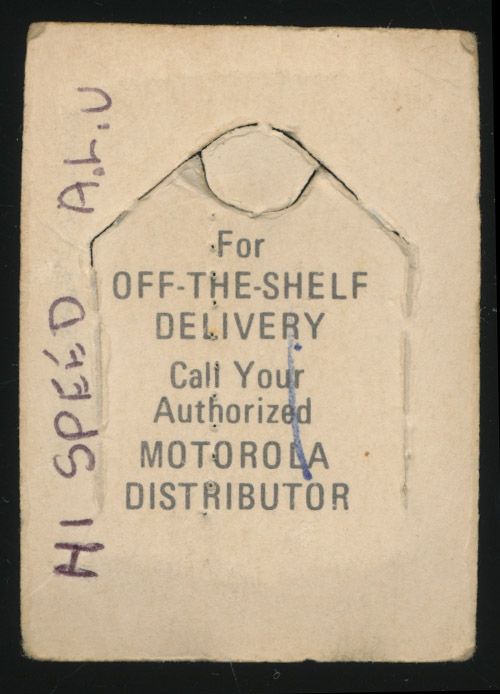 For
OFF-THE-SHELF
DELIVERY
Call Your
Authorized
MOTOROLA
DISTRIBUTOR
HI SPEED A.L.U